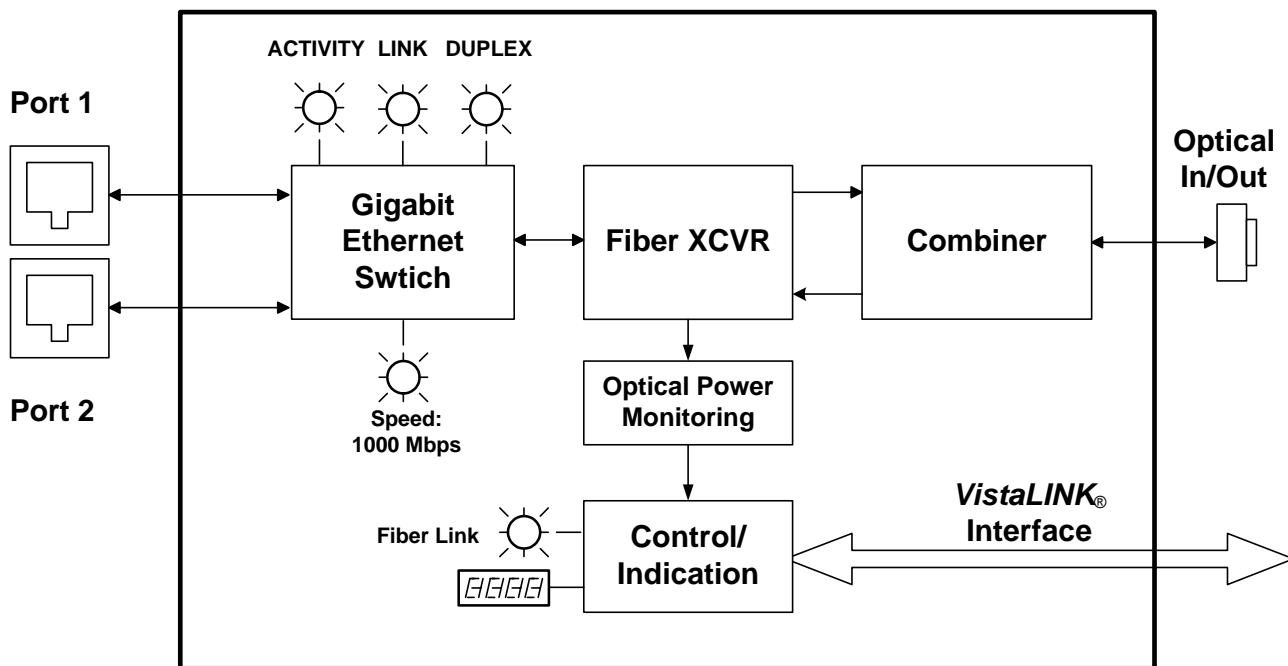 ACTIVITY LINK DUPLEX
Port 1
Optical
In/Out
Gigabit
Ethernet
Swtich
Fiber XCVR
Combiner
Port 2
Speed:
1000 Mbps
Optical Power
Monitoring
VistaLINK®
Interface
Fiber Link
Control/
Indication
8888